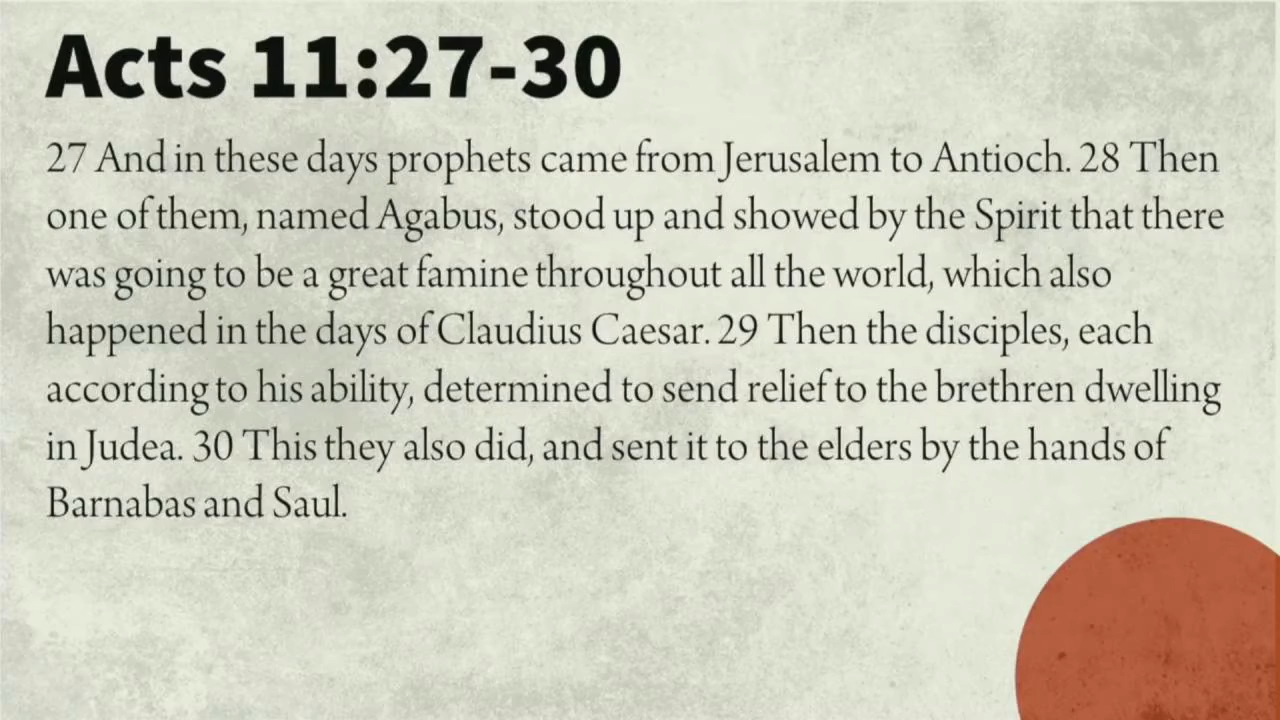 Acts 11:27-30
27 And in these days prophets came from Jerusalem to Antioch. 28 Then
one of them, named Agabus, stood up and showed by the Spirit that there
was going to be a great famine throughout all the world, which also
happened in the days of Claudius Caesar. 29 Then the disciples, each
according to his ability, determined to send relief to the brethren dwelling
in Judea. 30 This they also did, and sent it to the elders by the hands of
Barnabas and Saul.